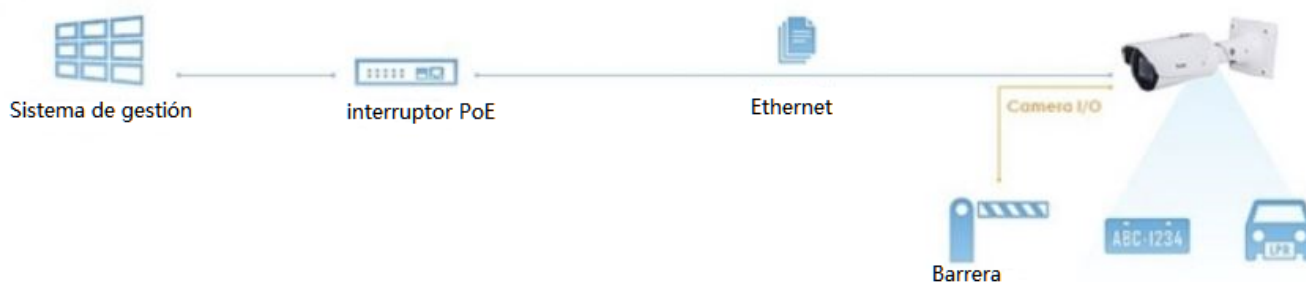 Sistema de gestión
interruptor PoE
Ethernet
Camera I/O
ABC-1234
LPR
Barrera